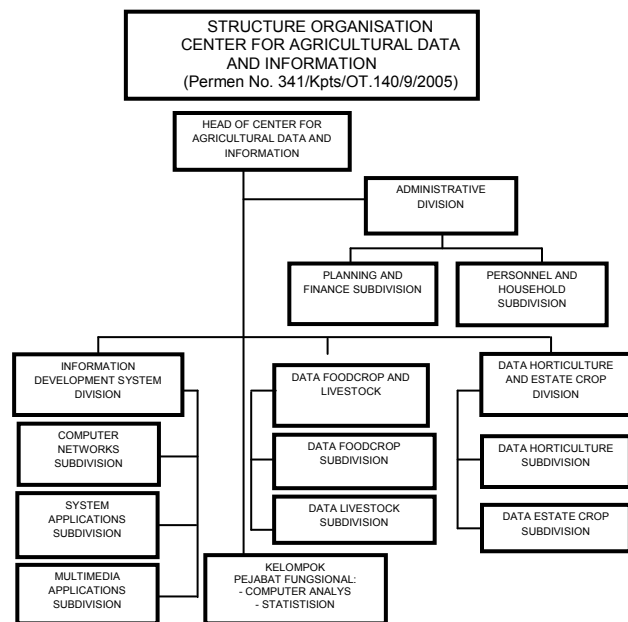 STRUCTURE ORGANISATION
CENTER FOR AGRICULTURAL DATA
AND INFORMATION
(Permen No. 341/Kpts/OT.140/9/2005)
HEAD OF CENTER FOR
AGRICULTURAL DATA AND
INFORMATION
ADMINISTRATIVE
DIVISION
PLANNING AND
FINANCE SUBDIVISION
PERSONNEL AND
HOUSEHOLD
SUBDIVISION
INFORMATION
DEVELOPMENT SYSTEM
DIVISION
COMPUTER
NETWORKS
SUBDIVISION
SYSTEM
APPLICATIONS
SUBDIVISION
MULTIMEDIA
APPLICATIONS
SUBDIVISION
DATA FOODCROP AND
LIVESTOCK
DATA FOODCROP
SUBDIVISION
DATA LIVESTOCK
SUBDIVISION
DATA HORTICULTURE
AND ESTATE CROP
DIVISION
DATA HORTICULTURE
SUBDIVISION
DATA ESTATE CROP
SUBDIVISION
KELOMPOK
PEJABAT FUNGSIONAL:
- COMPUTER ANALYS
- STATISTISION